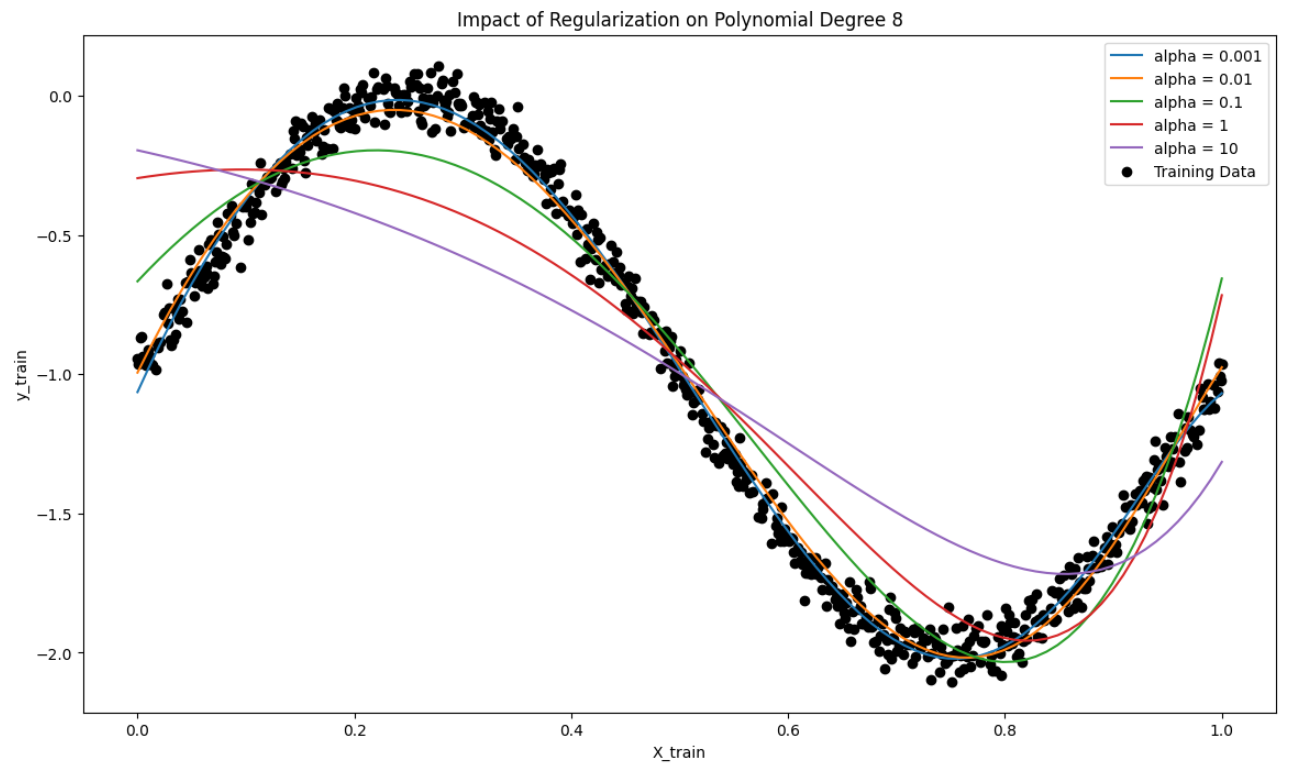 Impact of Regularization on Polynomial Degree 8
alpha = 0.001
alpha = 0.01
alpha = 0.1
alpha = 1
alpha = 10
Training Data
0.0
−0.5
−1.0
−1.5
−2.0
y_train
0.0 0.2 0.4 0.6 0.8 1.0
X_train